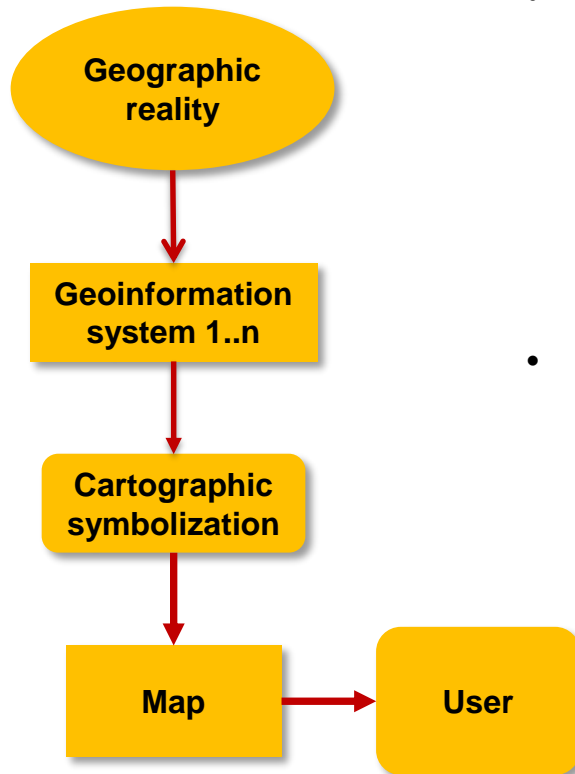 Geographic
reality
Geoinformation
system 1..n
Cartographic
symbolization
Map
User